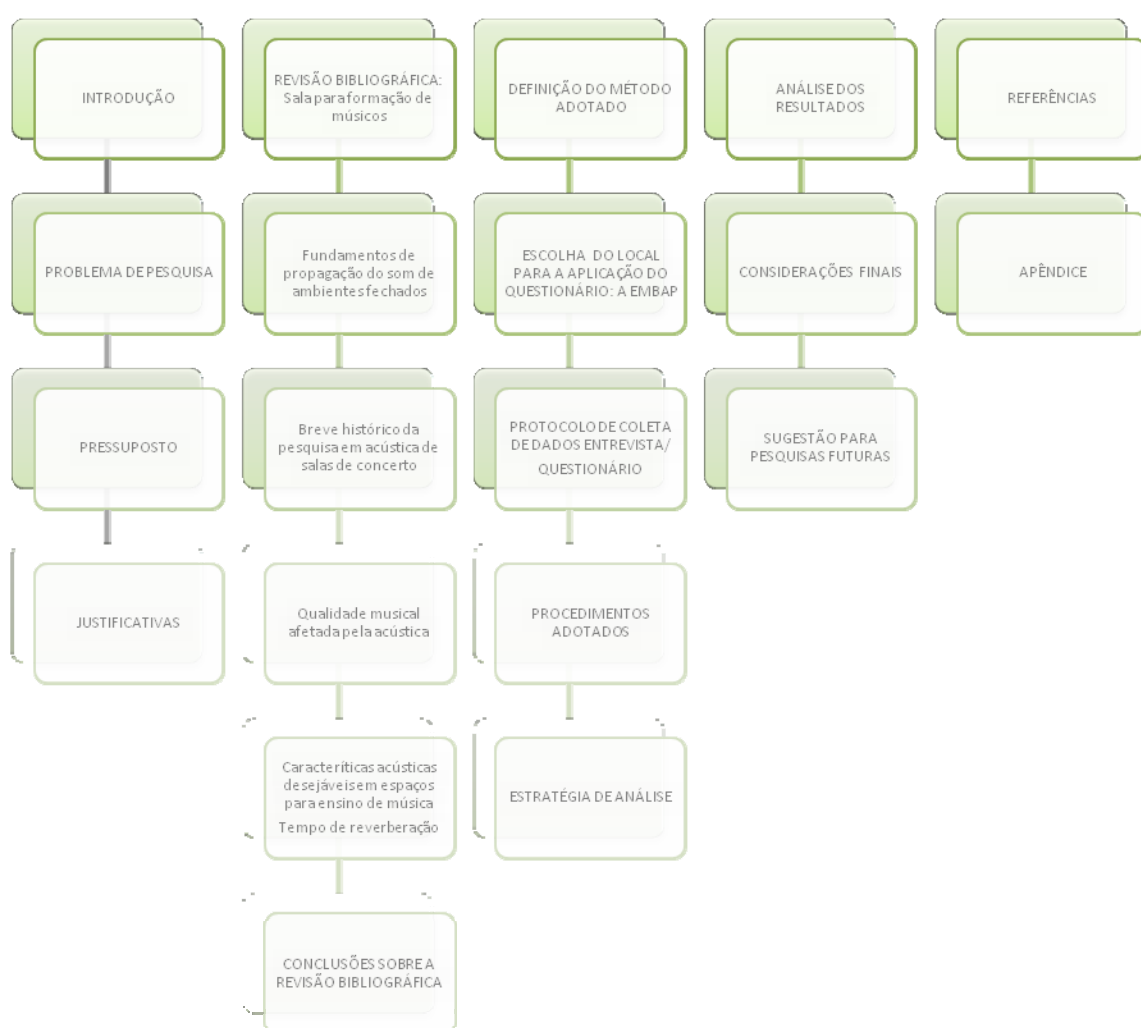 INTRODUÇÃO
PROBLEMA DE PESQUISA
PRESSUPOSTO
JUSTIFICATIVAS
REVISÃO BIBLIOGRÁFICA:
Sala para formação de
músicos
Fundamentos de
propagação do som de
ambientes fechados
Breve histórico da
pesquisa em acústica de
salas de concerto
Qualidade musical
afetada pela acústica
Caracteríticas acústicas
desejáveis em espaços
para ensino de música
Tempo de reverberação
CONCLUSÕES SOBRE A
REVISÃO BIBLIOGRÁFICA
DEFINIÇÃO DO MÉTODO
ADOTADO
ESCOLHA DO LOCAL
PARA A APLICAÇÃO DO
QUESTIONÁRIO: A EMBAP
PROTOCOLO DE COLETA
DE DADOS ENTREVISTA/
QUESTIONÁRIO
PROCEDIMENTOS
ADOTADOS
ESTRATÉGIA DE ANÁLISE
ANÁLISE DOS
RESULTADOS
CONSIDERAÇÕES FINAIS
SUGESTÃO PARA
PESQUISAS FUTURAS
REFERÊNCIAS
APÊNDICE